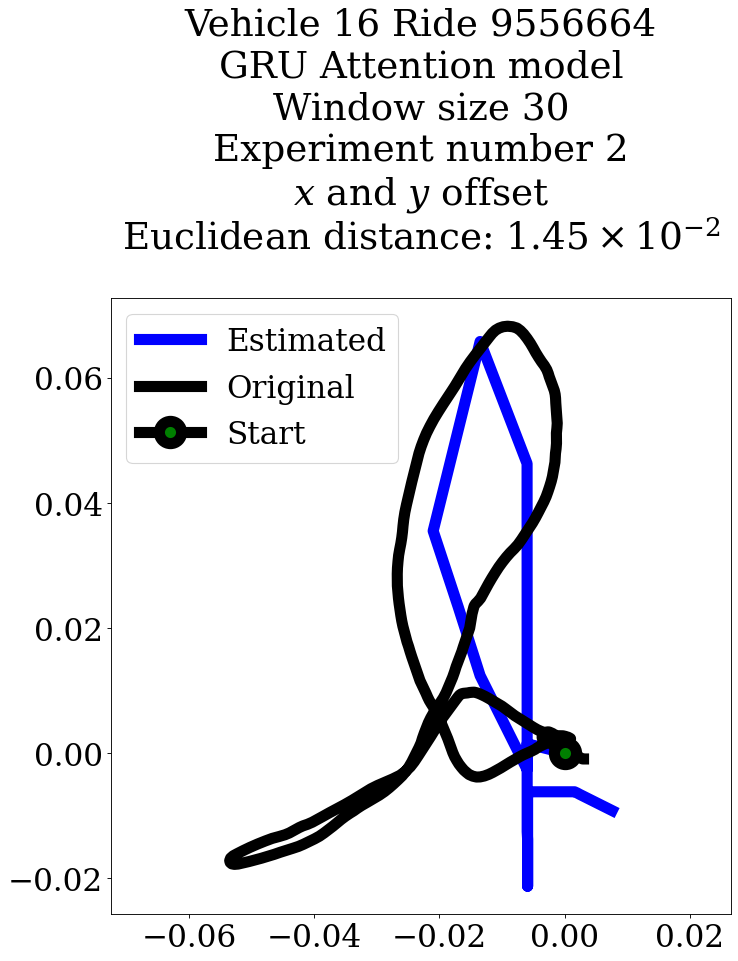 Vehicle 16 Ride 9556664
GRU Attention model
Window size 30
Experiment number 2
x and y offset
Euclidean distance: 1.45 × 10⁻²
Estimated
Original
Start
0.06
0.04
0.02
0.00
−0.02
−0.06 −0.04 −0.02 0.00 0.02